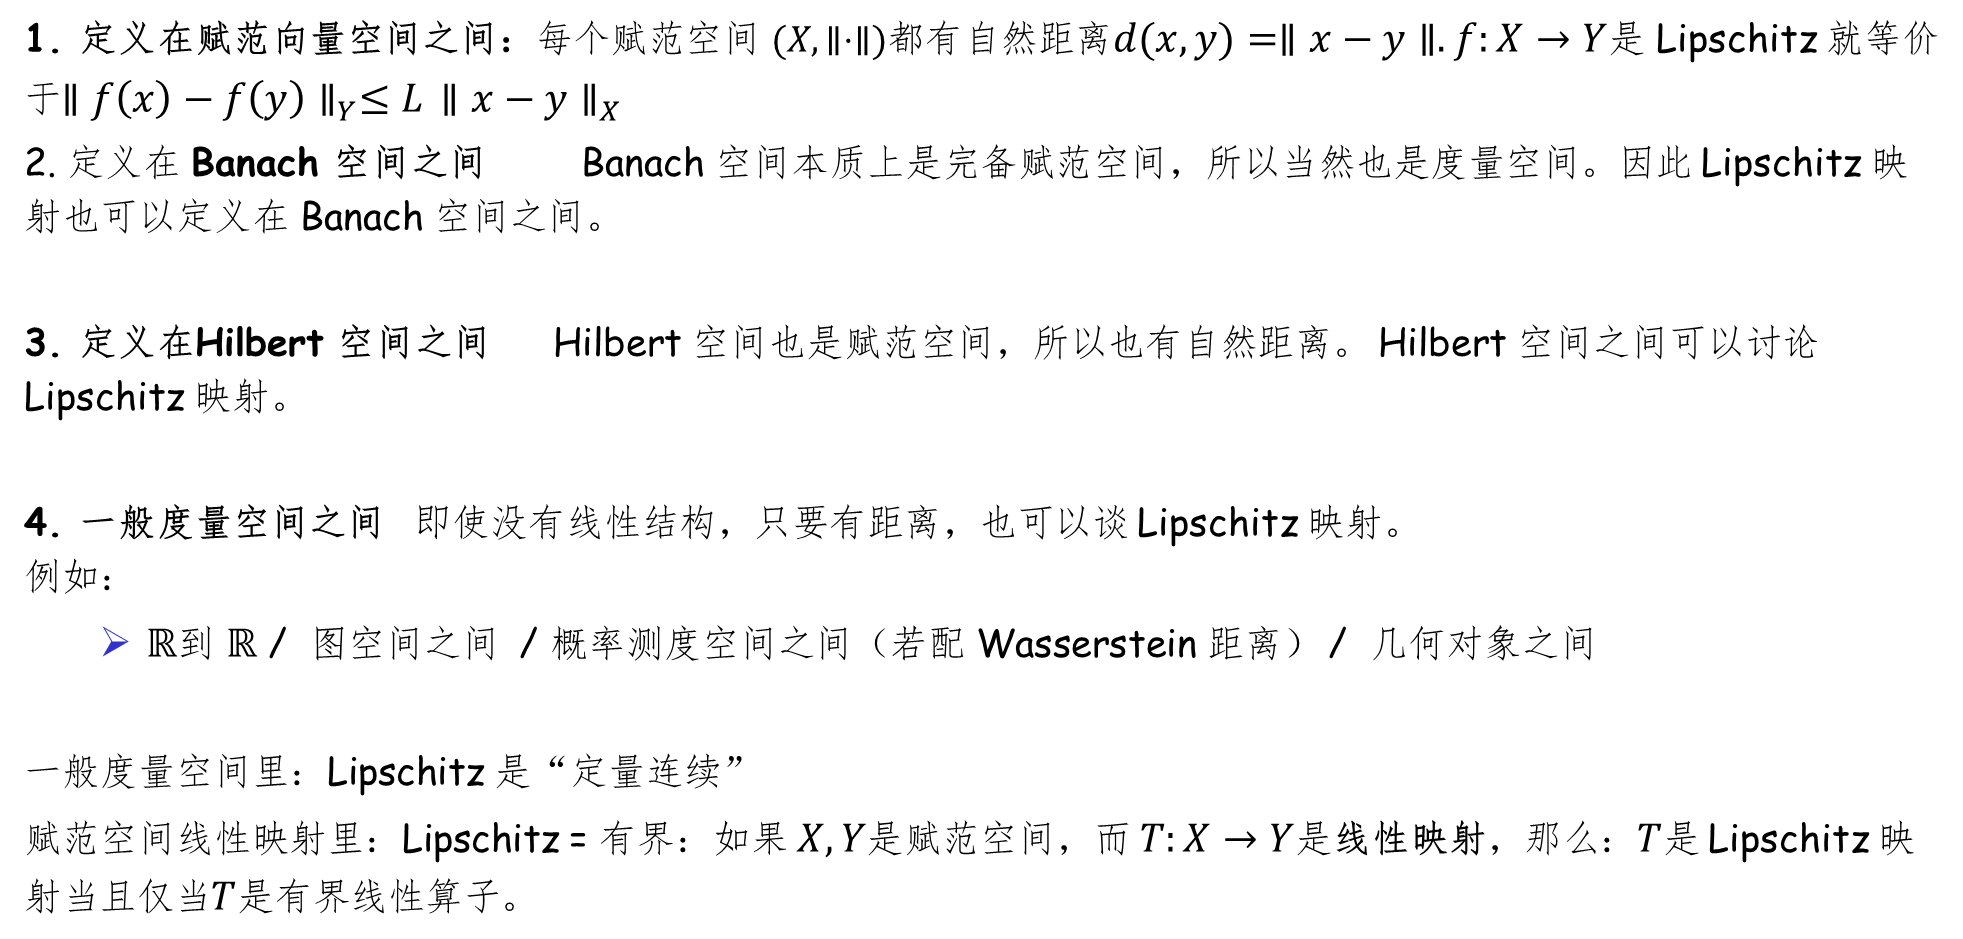 1. 定义在赋范向量空间之间：每个赋范空间 (X,‖·‖)都有自然距离d(x,y) =‖ x − y ‖. f: X → Y是 Lipschitz 就等价
于‖ f(x) − f(y) ‖_Y≤ L ‖ x − y ‖_X
2. 定义在 Banach 空间之间 Banach 空间本质上是完备赋范空间，所以当然也是度量空间。因此 Lipschitz 映
射也可以定义在 Banach 空间之间。
3. 定义在Hilbert 空间之间 Hilbert 空间也是赋范空间，所以也有自然距离。 Hilbert 空间之间可以讨论
Lipschitz 映射。
4. 一般度量空间之间 即使没有线性结构，只要有距离，也可以谈 Lipschitz 映射。
例如：
➢ ℝ到 ℝ / 图空间之间 / 概率测度空间之间（若配 Wasserstein 距离） / 几何对象之间
一般度量空间里：Lipschitz 是“定量连续”
赋范空间线性映射里：Lipschitz = 有界：如果 X, Y是赋范空间，而 T: X → Y是线性映射，那么：T是 Lipschitz 映
射当且仅当T是有界线性算子。